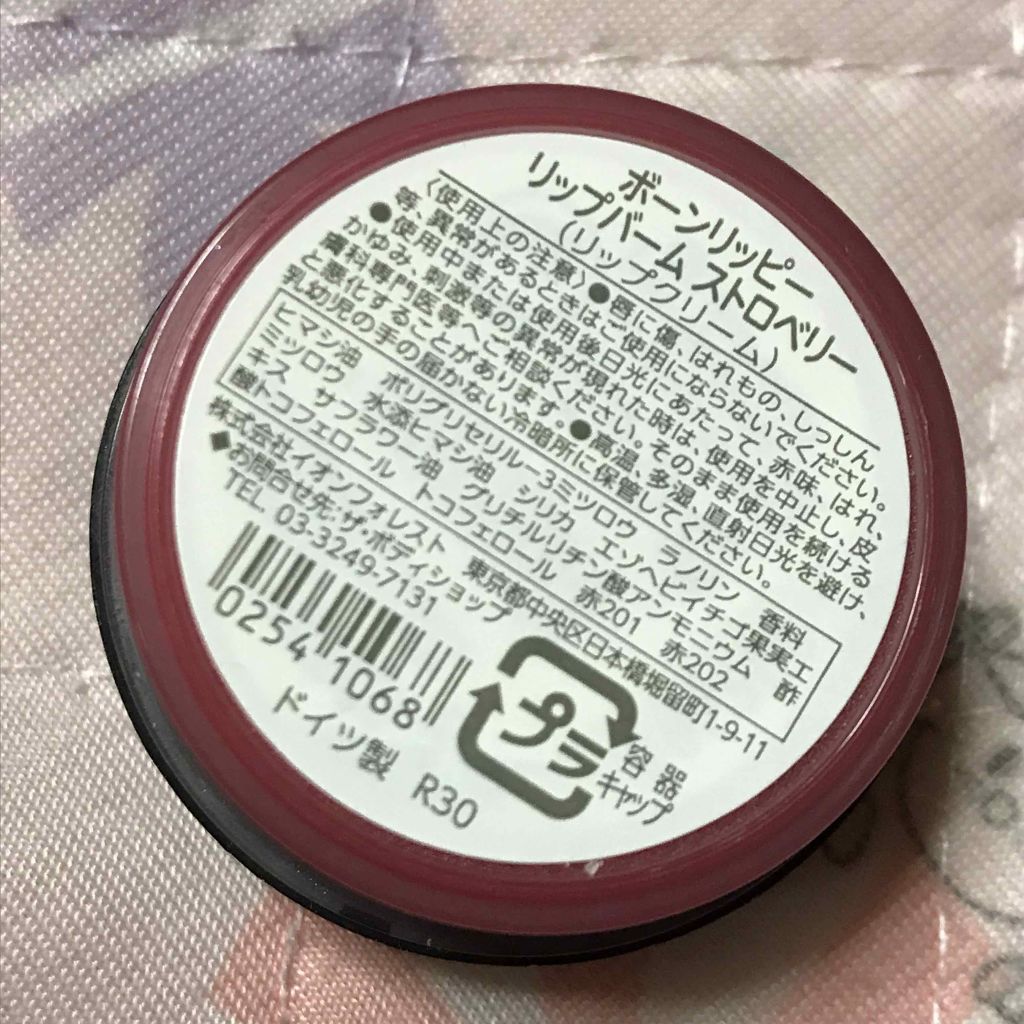 ボーンリッピー
リップバーム ストロベリー
(リップクリーム)
〈使用上の注意〉●唇に傷、はれもの、しっしん
等、異常があるときはご使用にならないでください。
●使用中または使用後日光にあたって、赤味、はれ、
かゆみ、刺激等の異常が現れた時は、使用を中止し、皮
膚科専門医等へご相談ください。そのまま使用を続ける
と悪化することがあります。●高温、多湿、直射日光を避け、
乳幼児の手の届かない冷暗所に保管してください。
ヒマシ油 ポリグリセリル-3ミツロウ ラノリン 香料
ミツロウ 水添ヒマシ油 シリカ エゾヘビイチゴ果実エ
キス サフラワー油 グリチルリチン酸アンモニウム 酢
酸トコフェロール トコフェロール 赤201 赤202
株式会社イオンフォレスト 東京都中央区日本橋堀留町1-9-11
◆お問合せ先:ザ・ボディショップ
TEL. 03-3249-7131
02541068
プラ
容器
キャップ
ドイツ製 R30